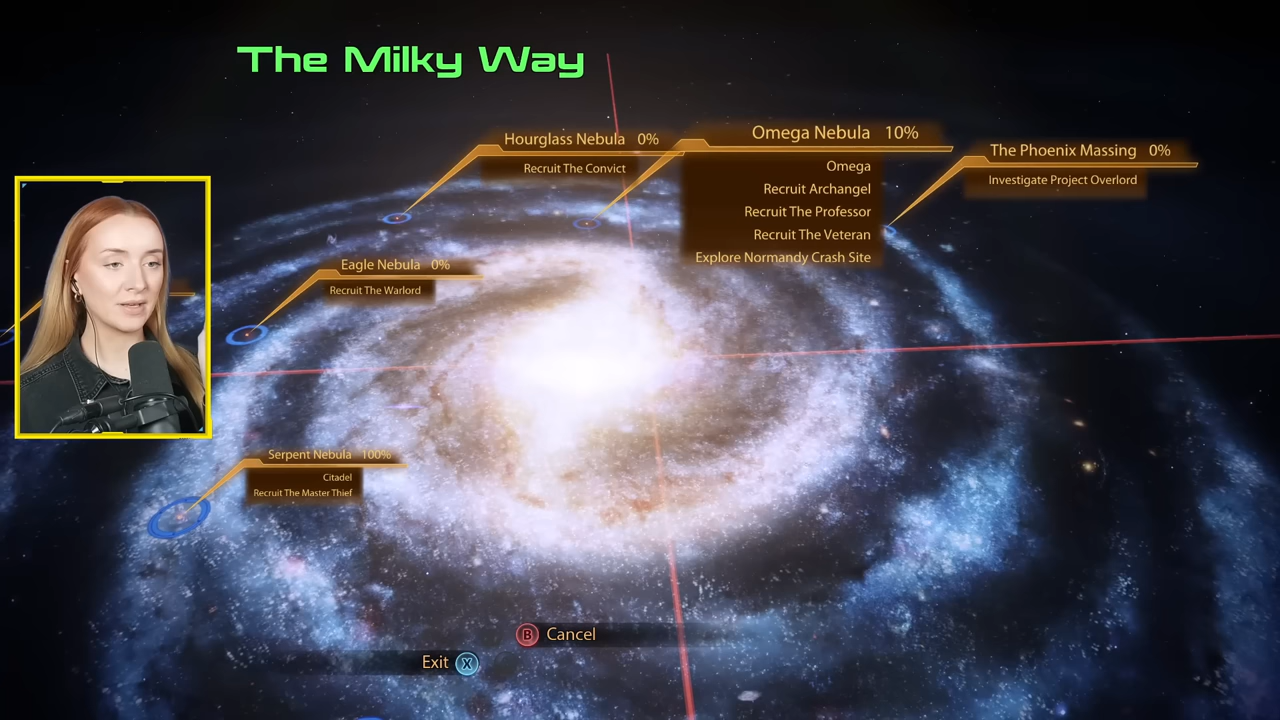 The Milky Way
Hourglass Nebula 0%
Recruit The Convict
Omega Nebula 10%
Omega
Recruit Archangel
Recruit The Professor
Recruit The Veteran
Explore Normandy Crash Site
The Phoenix Massing 0%
Investigate Project Overlord
Eagle Nebula 0%
Recruit The Warlord
Serpent Nebula 100%
Citadel
Recruit The Master Thief
B Cancel
Exit X